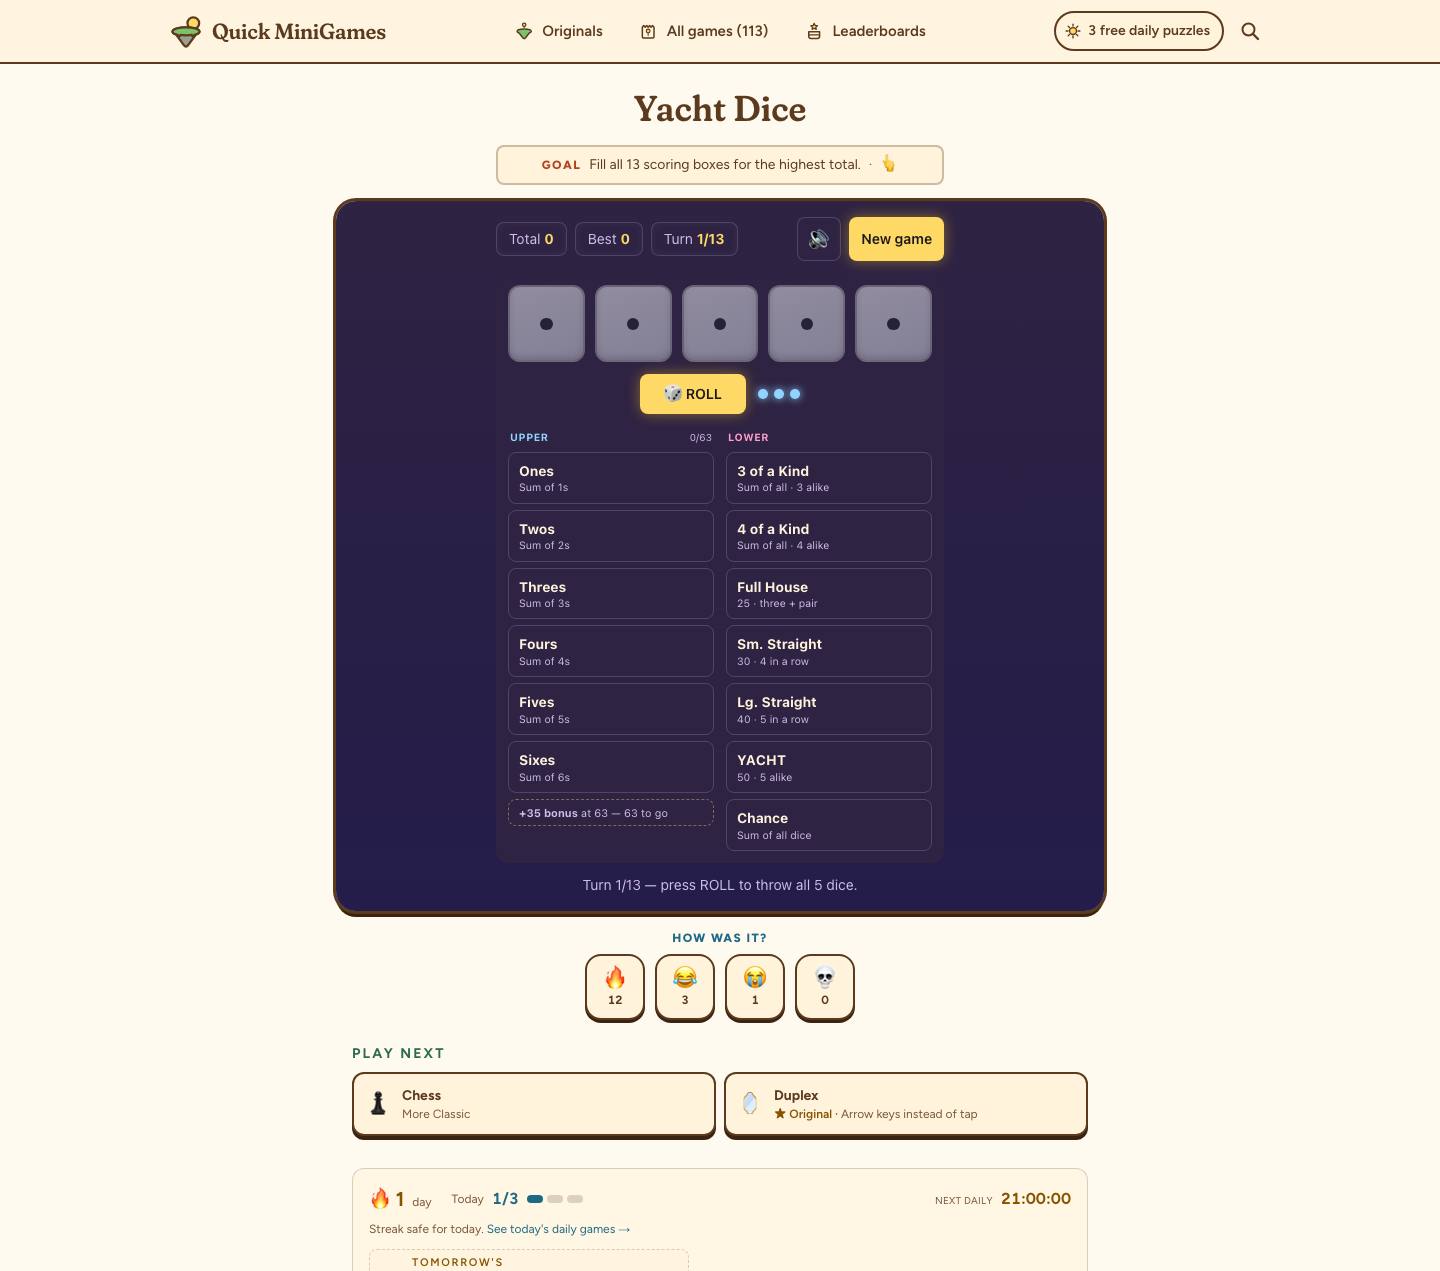 Quick MiniGames
Originals
All games (113)
Leaderboards
3 free daily puzzles
Yacht Dice
GOAL Fill all 13 scoring boxes for the highest total. · 👆
Total 0
Best 0
Turn 1/13
🔊
New game
🎲 ROLL
UPPER 0/63
LOWER
Ones
Sum of 1s
3 of a Kind
Sum of all · 3 alike
Twos
Sum of 2s
4 of a Kind
Sum of all · 4 alike
Threes
Sum of 3s
Full House
25 · three + pair
Fours
Sum of 4s
Sm. Straight
30 · 4 in a row
Fives
Sum of 5s
Lg. Straight
40 · 5 in a row
Sixes
Sum of 6s
YACHT
50 · 5 alike
+35 bonus at 63 — 63 to go
Chance
Sum of all dice
Turn 1/13 — press ROLL to throw all 5 dice.
HOW WAS IT?
🔥
😂
😭
💀
12
3
1
0
PLAY NEXT
Chess
More Classic
Duplex
★ Original · Arrow keys instead of tap
🔥 1 day Today 1/3
NEXT DAILY 21:00:00
Streak safe for today. See today's daily games →
TOMORROW'S